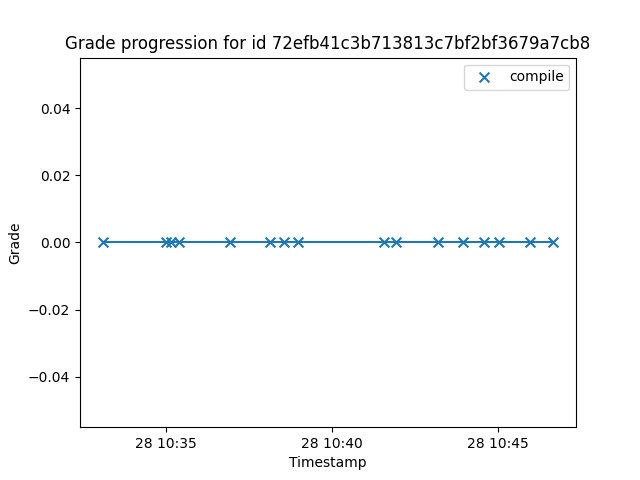 Grade progression for id 72efb41c3b713813c7bf2bf3679a7cb8
compile
0.04
0.02
0.00
−0.02
−0.04
Grade
28 10:35
28 10:40
28 10:45
Timestamp